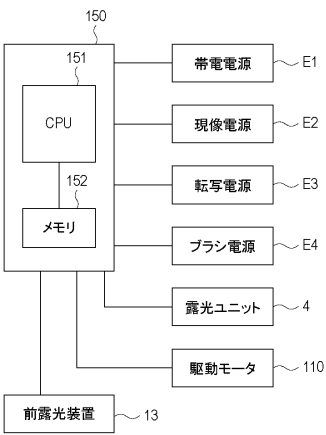 150
151
CPU
152
メモリ
帯電電源 E1
現像電源 E2
転写電源 E3
ブラシ電源 E4
露光ユニット 4
駆動モータ 110
前露光装置 13